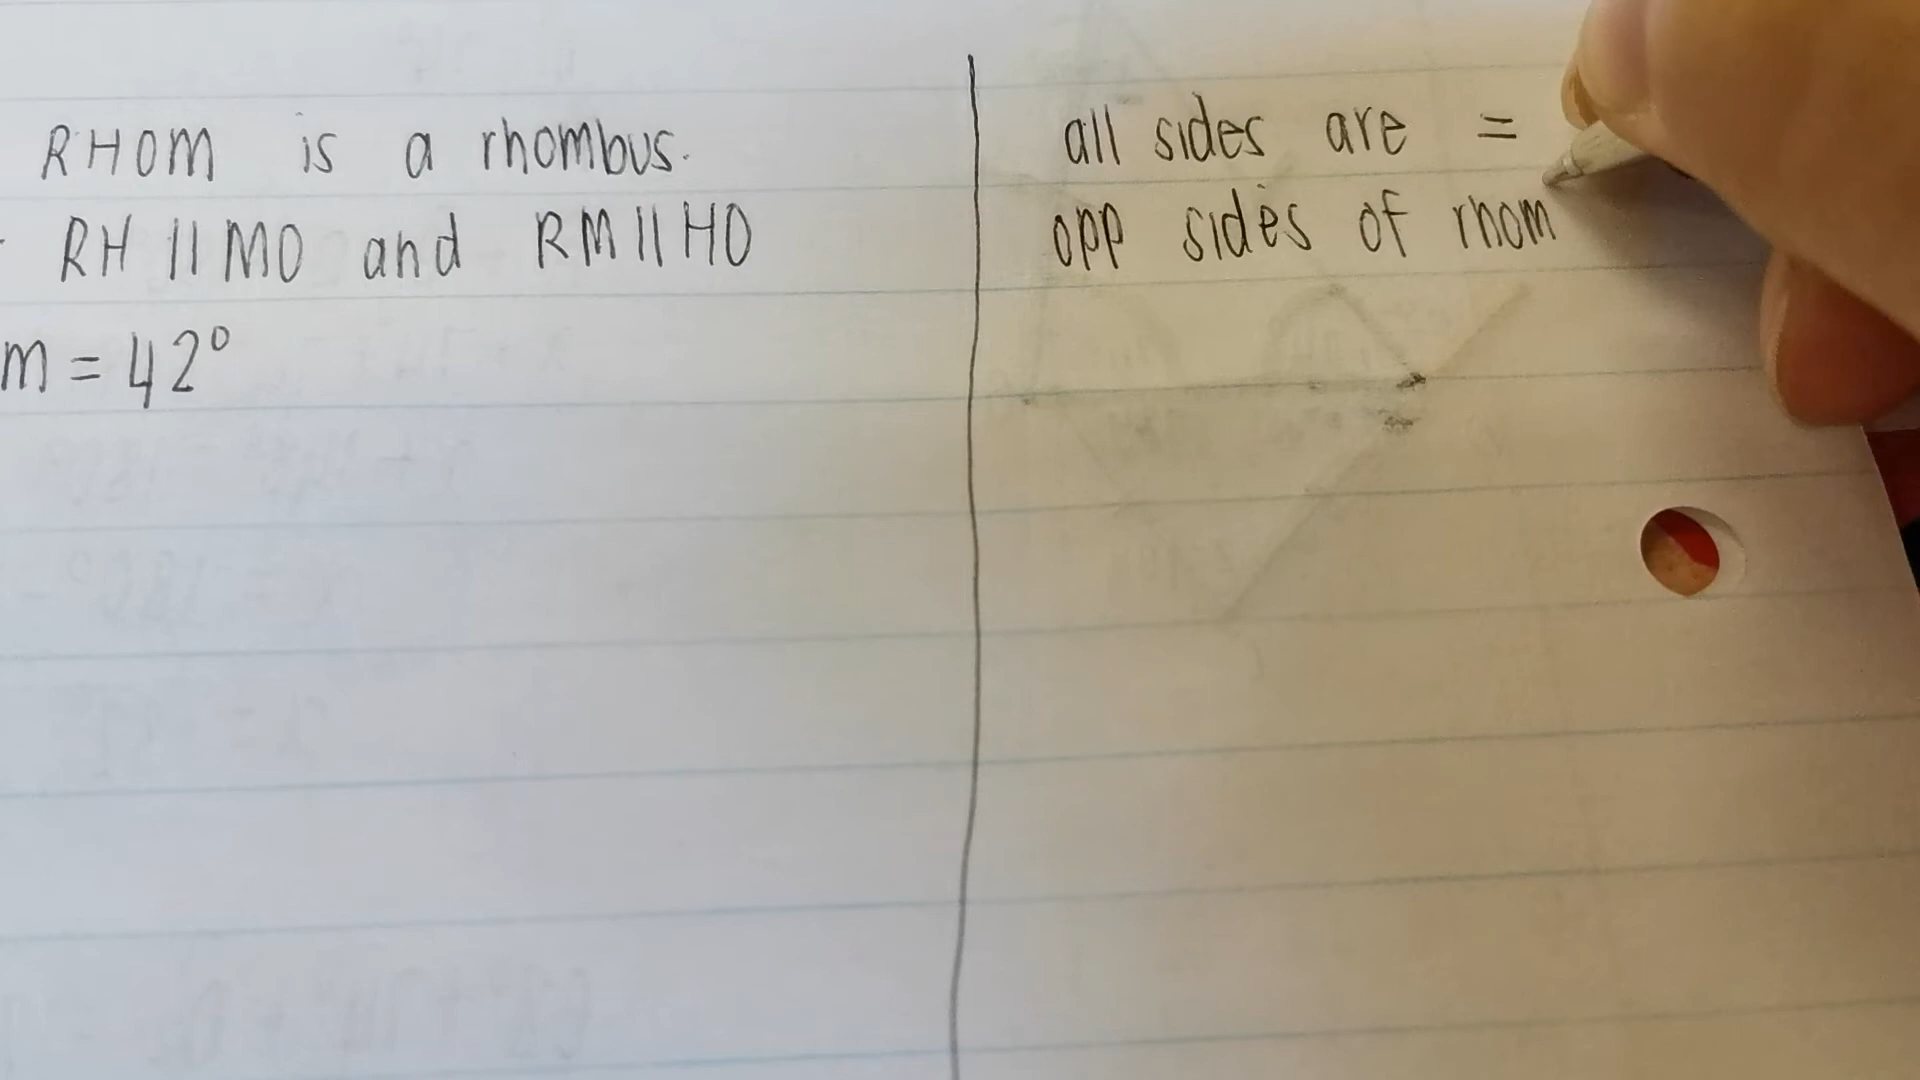 RHOM is a rhombus.
all sides are =
RH || MO and RM || HO
opp sides of rhom
m = 42°